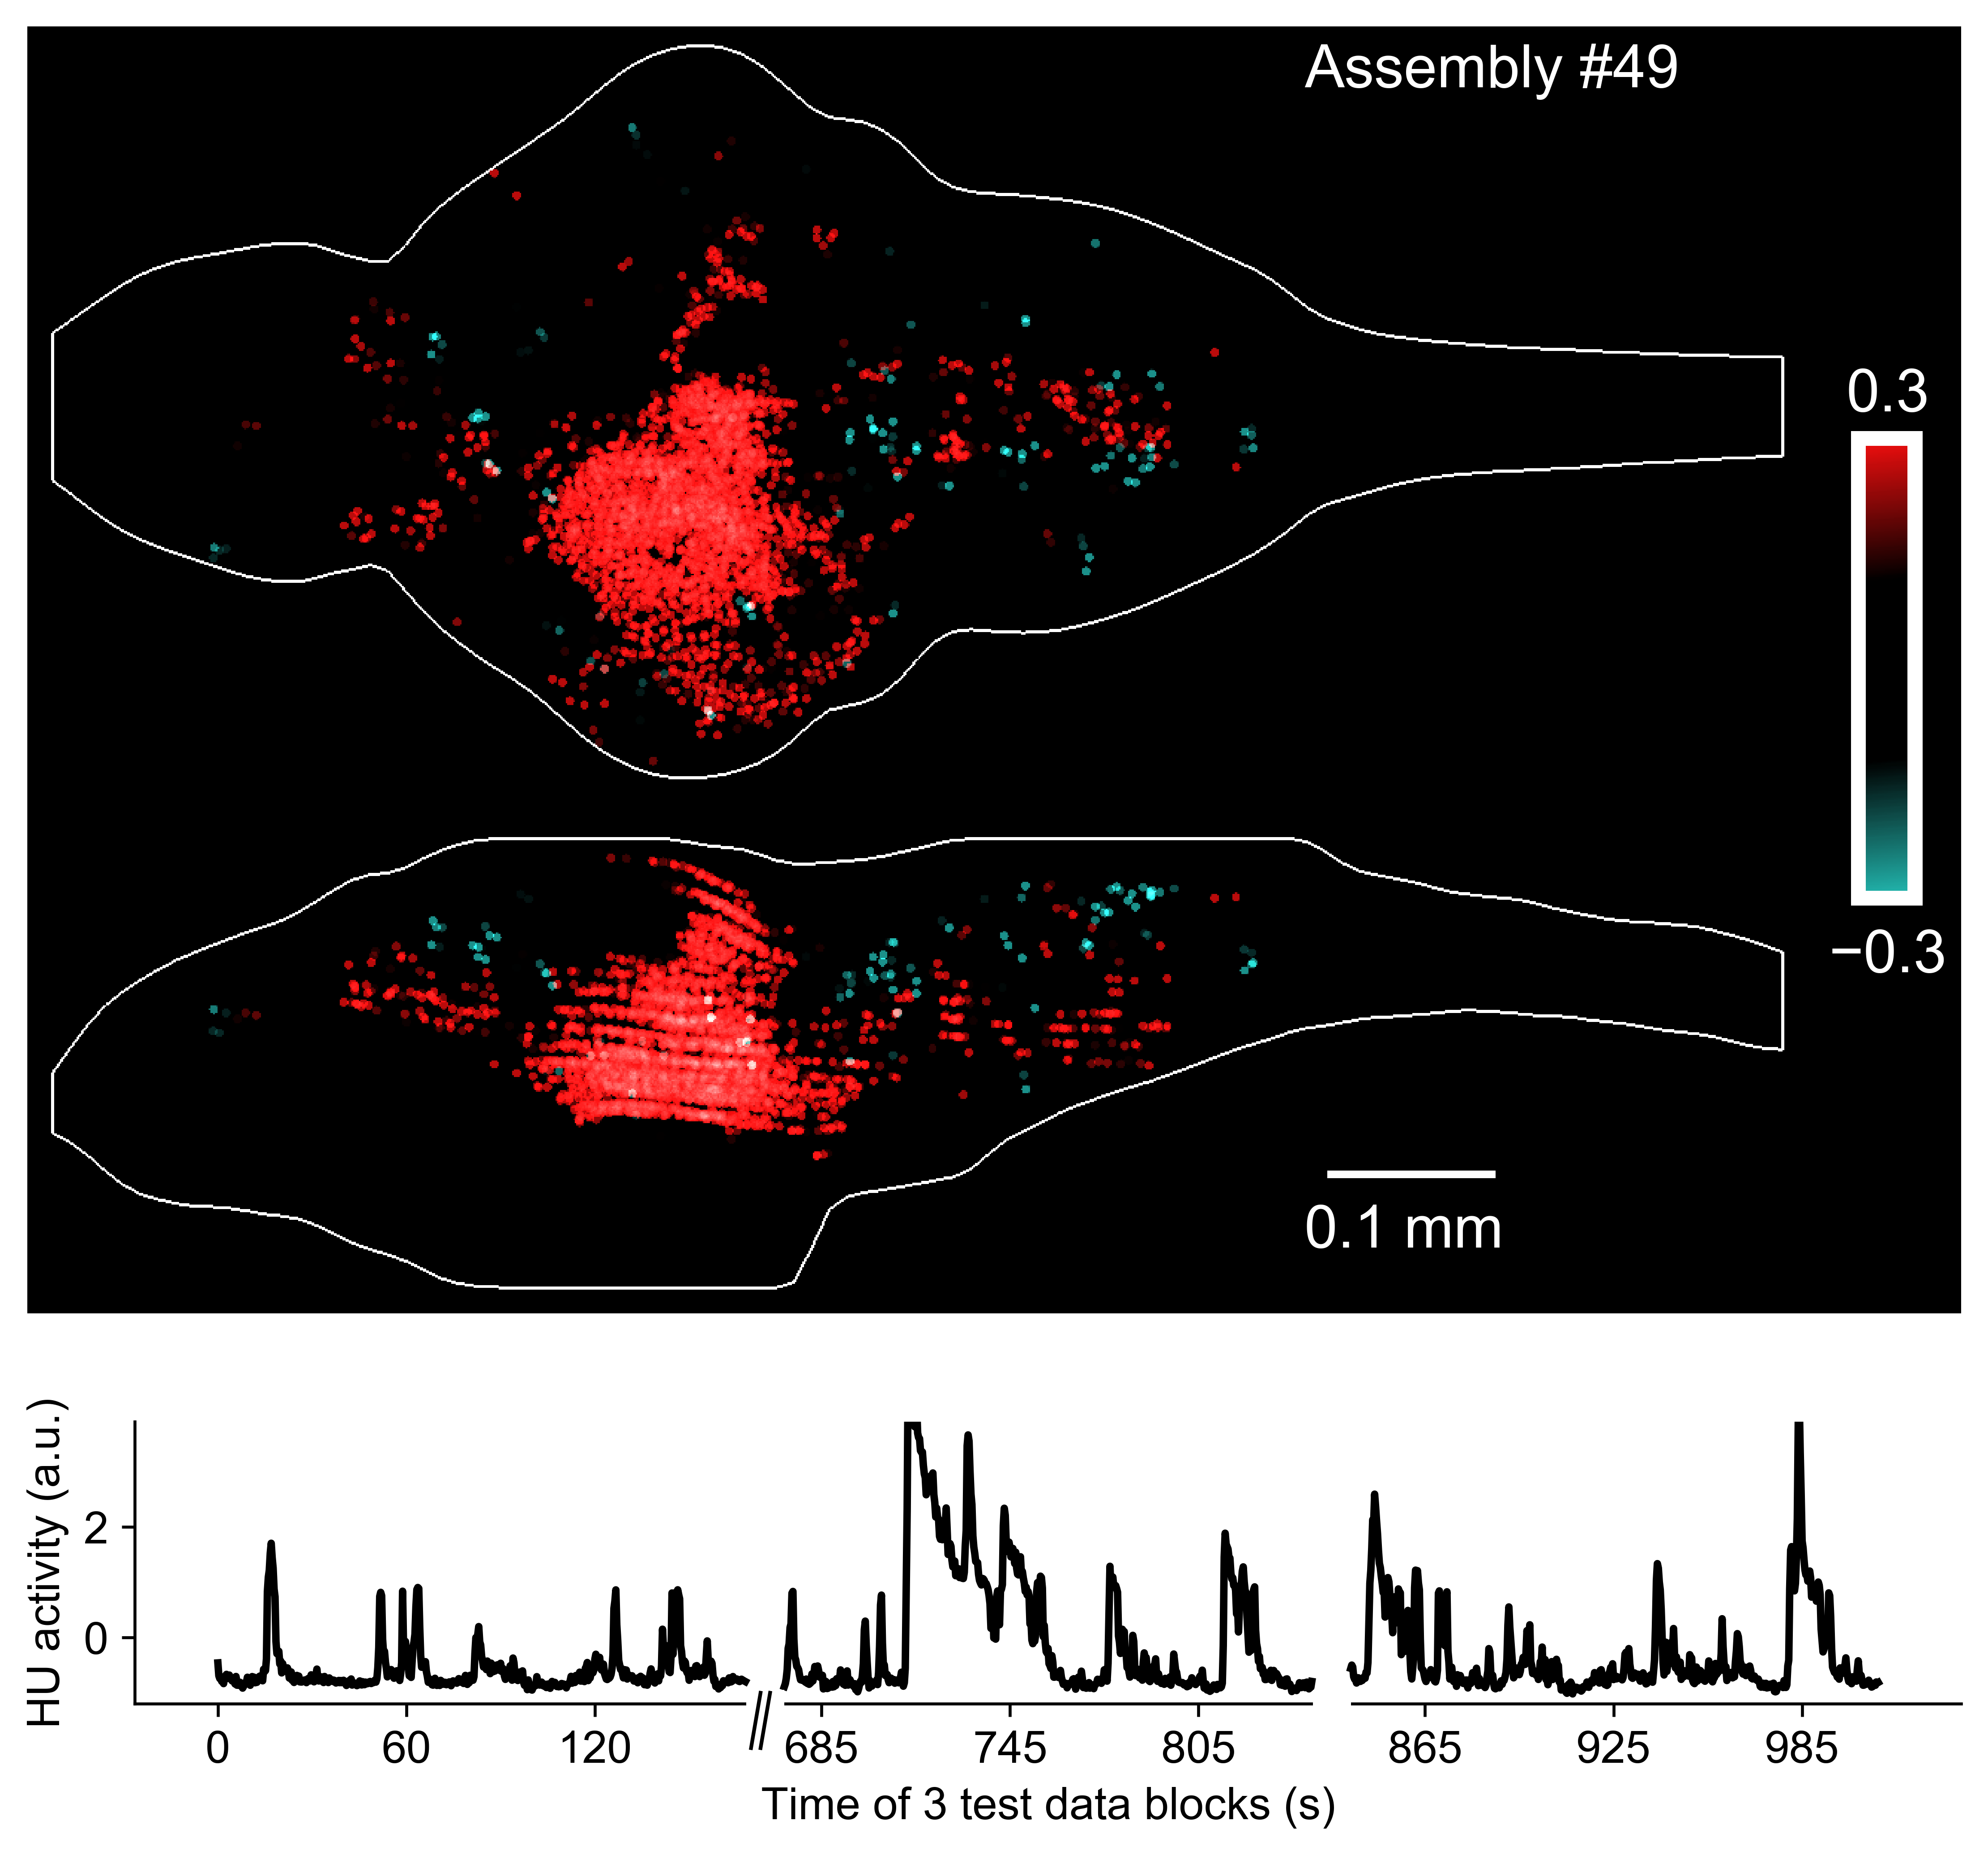 Assembly #49
0.3
−0.3
0.1 mm
HU activity (a.u.)
2
0
0 60 120 685 745 805 865 925 985
Time of 3 test data blocks (s)